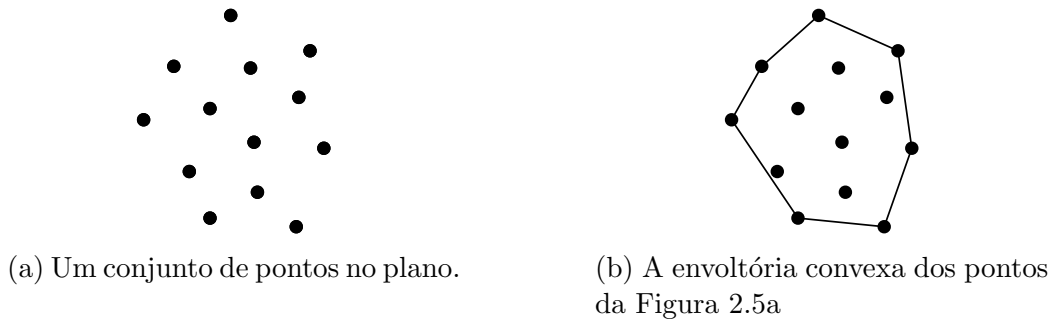 (a) Um conjunto de pontos no plano.
(b) A envoltória convexa dos pontos
da Figura 2.5a